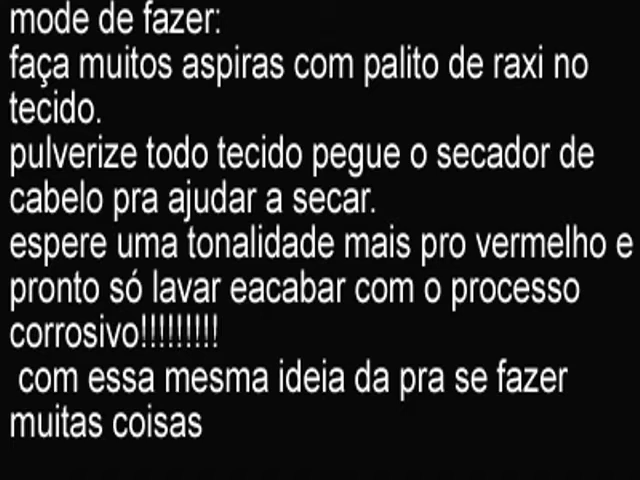 mode de fazer:
faça muitos aspiras com palito de raxi no
tecido.
pulverize todo tecido pegue o secador de
cabelo pra ajudar a secar.
espere uma tonalidade mais pro vermelho e
pronto só lavar eacabar com o processo
corrosivo!!!!!!!!!
com essa mesma ideia da pra se fazer
muitas coisas